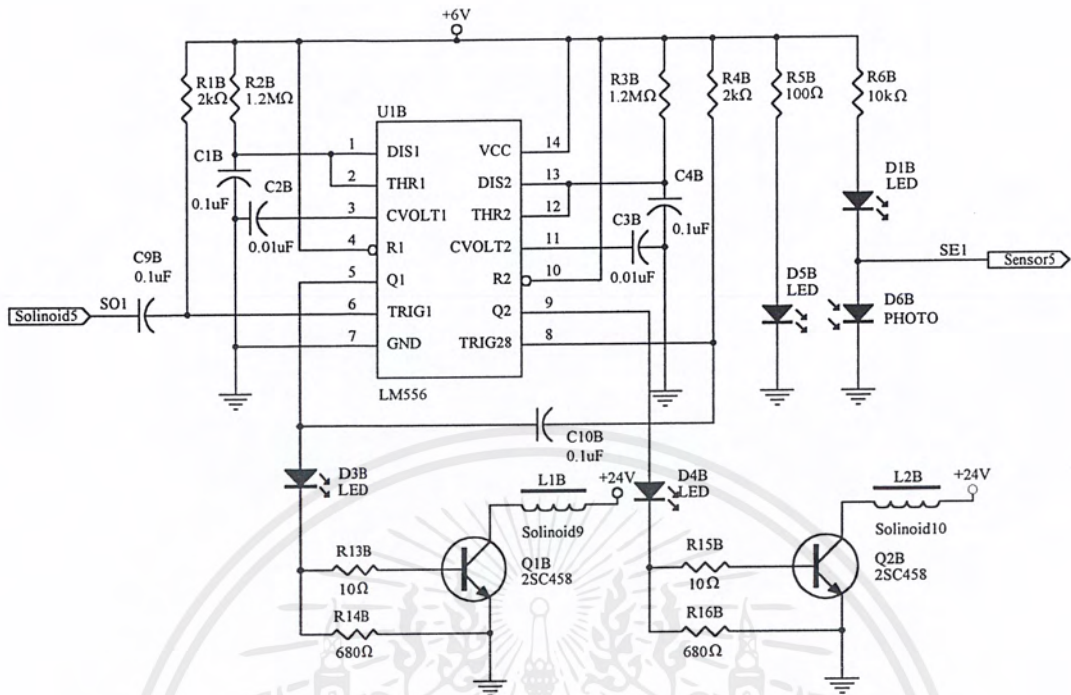 +6V
R1B
2kΩ
R2B
1.2MΩ
R3B
1.2MΩ
R4B
2kΩ
R5B
100Ω
R6B
10kΩ
U1B
C1B
0.1uF
C2B
0.01uF
1
DIS1
2
THR1
3
CVOLT1
4
R1
5
Q1
6
TRIG1
7
GND
VCC
14
DIS2
13
THR2
12
CVOLT2
11
R2
10
Q2
9
TRIG28
8
LM556
C4B
0.1uF
C3B
0.01uF
D1B
LED
SE1
Sensor5
D5B
LED
D6B
PHOTO
C9B
0.1uF
Solinoid5
SO1
C10B
0.1uF
D3B
LED
L1B
+24V
Solinoid9
D4B
LED
L2B
+24V
Solinoid10
R13B
10Ω
Q1B
2SC458
R14B
680Ω
R15B
10Ω
Q2B
2SC458
R16B
680Ω